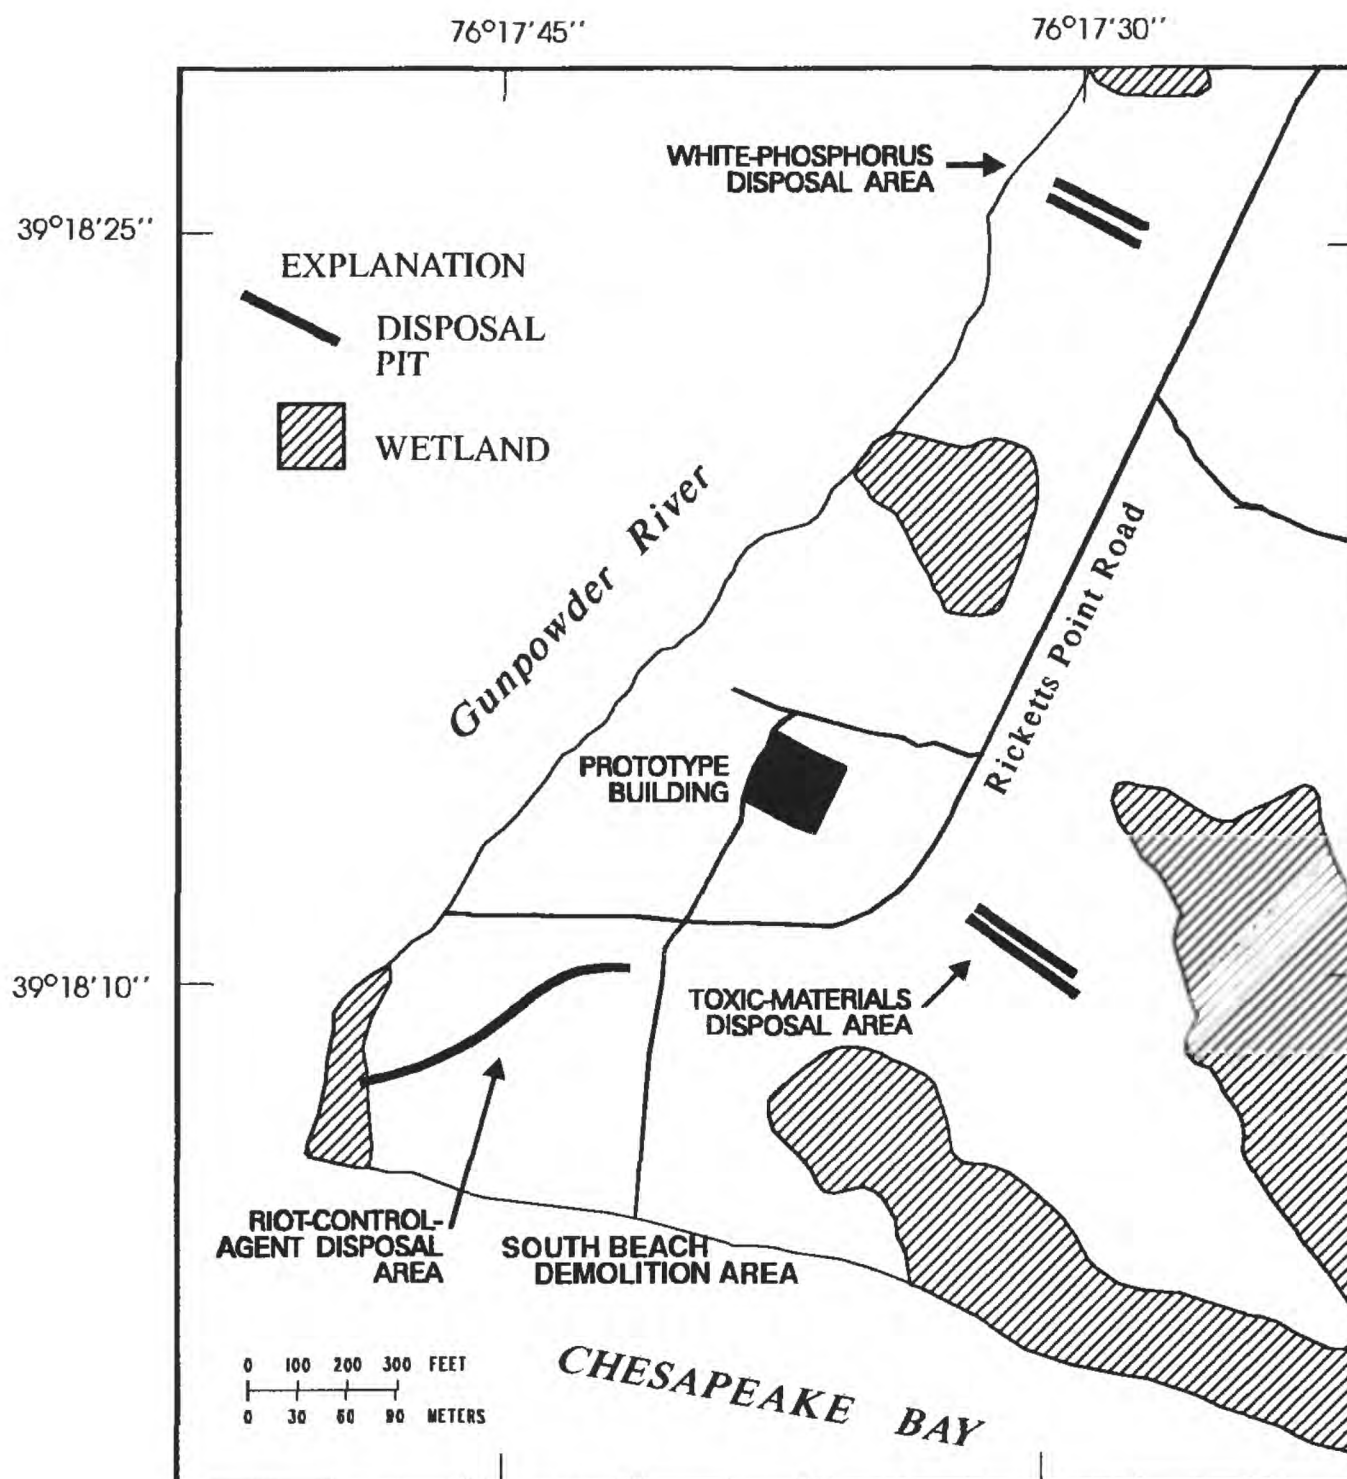 76°17'45''
76°17'30''
WHITE-PHOSPHORUS
DISPOSAL AREA
39°18'25''
EXPLANATION
DISPOSAL
PIT
WETLAND
Gunpowder River
Ricketts Point Road
PROTOTYPE
BUILDING
39°18'10''
TOXIC-MATERIALS
DISPOSAL AREA
RIOT-CONTROL-
AGENT DISPOSAL
AREA
SOUTH BEACH
DEMOLITION AREA
0 100 200 300 FEET
0 30 60 90 METERS
CHESAPEAKE BAY